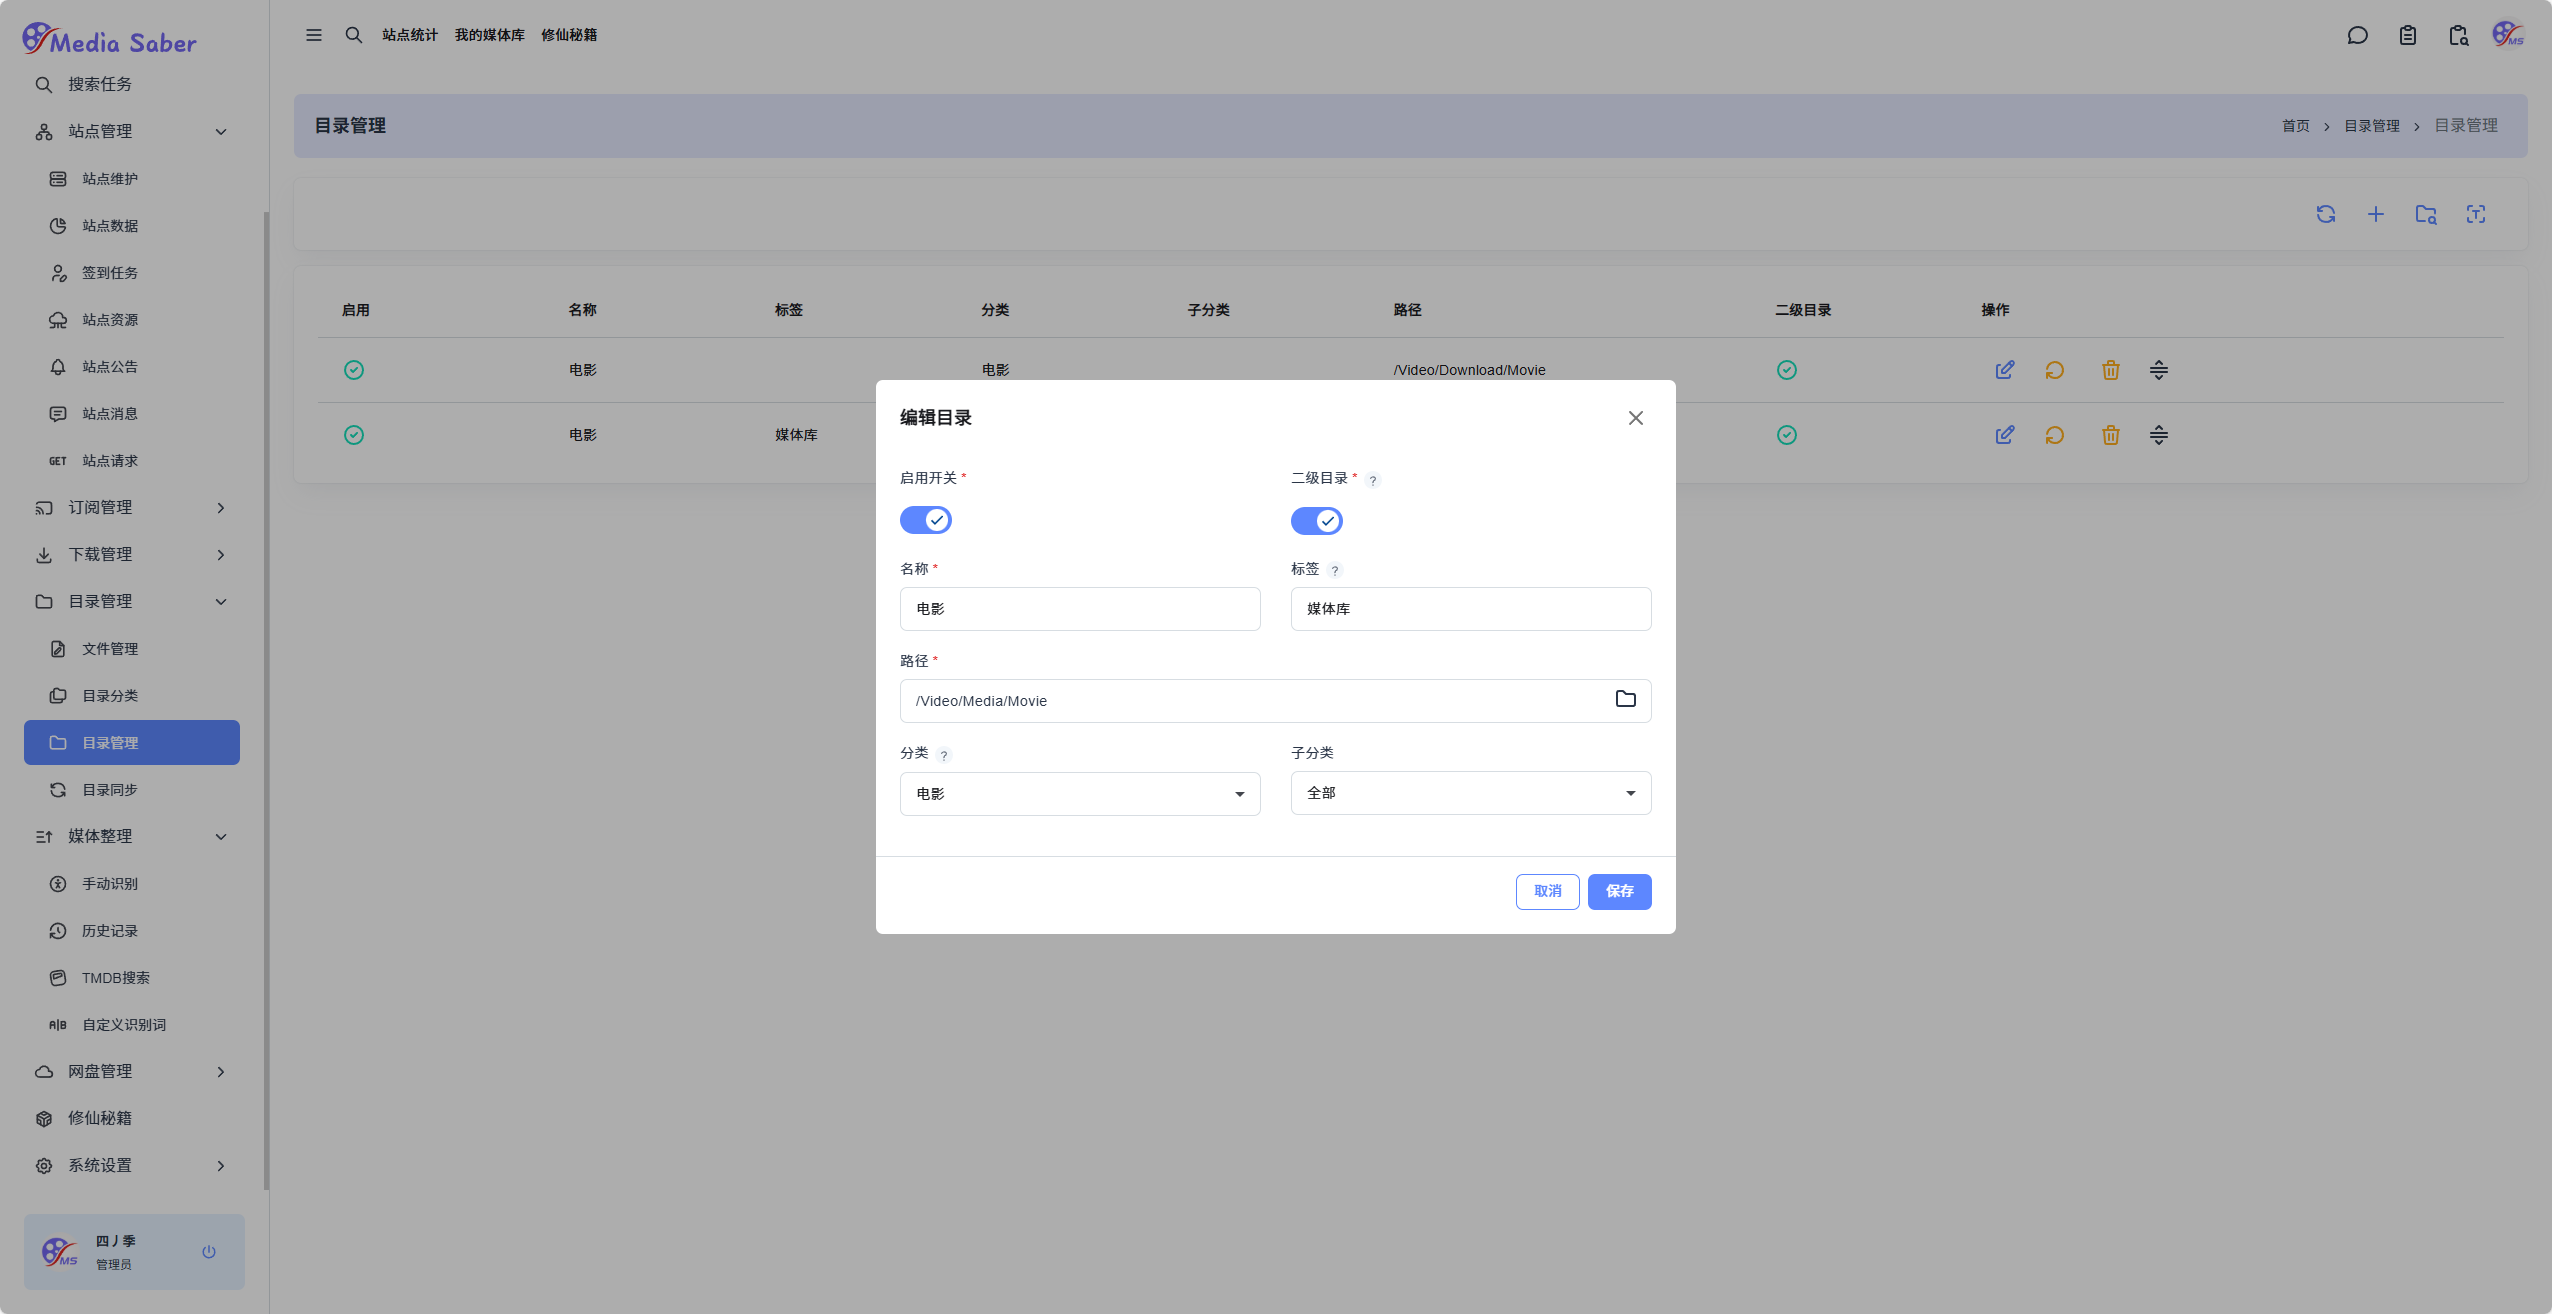 Media Saber
搜索任务
站点管理
站点维护
站点数据
签到任务
站点资源
站点公告
站点消息
GET 站点请求
订阅管理
下载管理
目录管理
文件管理
目录分类
目录管理
目录同步
媒体整理
手动识别
历史记录
TMDB搜索
A|B 自定义识别词
网盘管理
修仙秘籍
系统设置
MS
四丿季
管理员
站点统计 我的媒体库 修仙秘籍
MS
目录管理
首页 > 目录管理 > 目录管理
启用 名称 标签 分类 子分类 路径 二级目录 操作
电影 电影 /Video/Download/Movie
电影 媒体库
编辑目录
启用开关 *
二级目录 * ?
名称 *
标签 ?
电影
媒体库
路径 *
/Video/Media/Movie
分类 ?
子分类
电影
全部
取消 保存